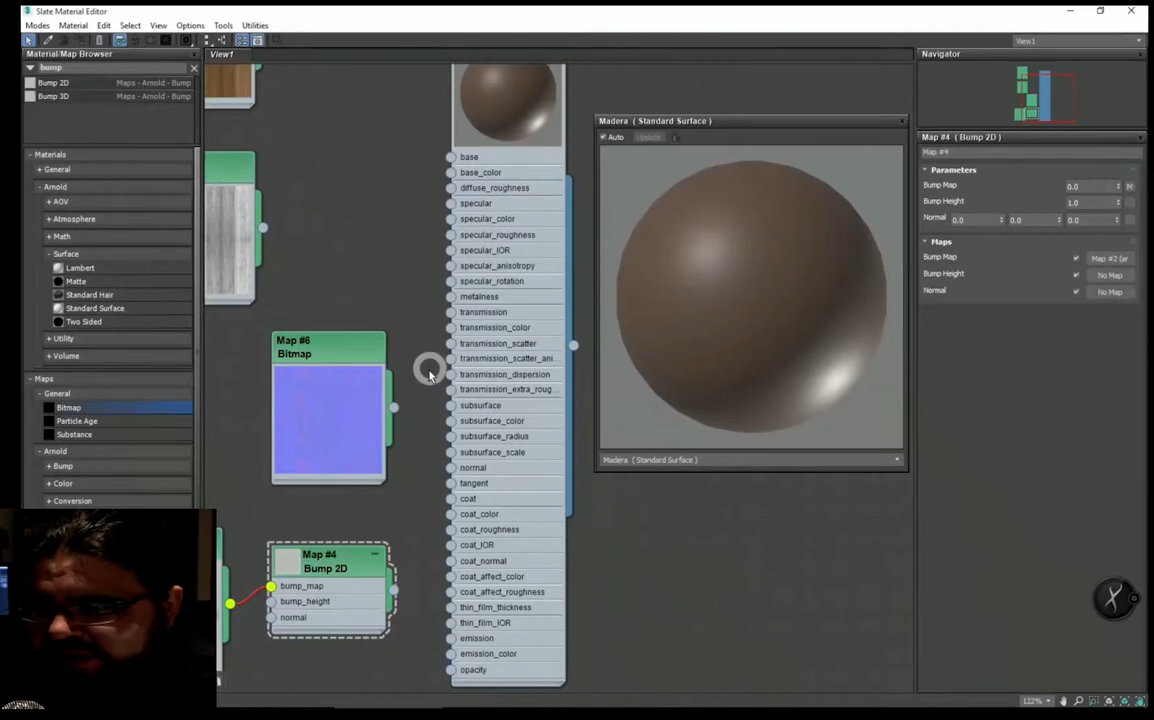 Slate Material Editor
Modes Material Edit Select View Options Tools Utilities
View1
Material/Map Browser
bump
Bump 2D Maps - Arnold - Bump
Bump 3D Maps - Arnold - Bump
- Materials
+ General
- Arnold
+ AOV
+ Atmosphere
+ Math
- Surface
Lambert
Matte
Standard Hair
Standard Surface
Two Sided
+ Utility
+ Volume
- Maps
- General
Bitmap
Particle Age
Substance
- Arnold
+ Bump
+ Color
+ Conversion
View1
Map #6
Bitmap
Map #4
Bump 2D
bump_map
bump_height
normal
base
base_color
diffuse_roughness
specular
specular_color
specular_roughness
specular_IOR
specular_anisotropy
specular_rotation
metalness
transmission
transmission_color
transmission_scatter
transmission_scatter_ani...
transmission_dispersion
transmission_extra_roug...
subsurface
subsurface_color
subsurface_radius
subsurface_scale
normal
tangent
coat
coat_color
coat_roughness
coat_IOR
coat_normal
coat_affect_color
coat_affect_roughness
thin_film_thickness
thin_film_IOR
emission
emission_color
opacity
Madera ( Standard Surface )
Auto Update
Madera ( Standard Surface )
Navigator
Map #4 ( Bump 2D )
Map #4
Parameters
Bump Map 0.0 M
Bump Height 1.0
Normal 0.0 0.0 0.0
Maps
Bump Map Map #2 (ar
Bump Height No Map
Normal No Map
122%